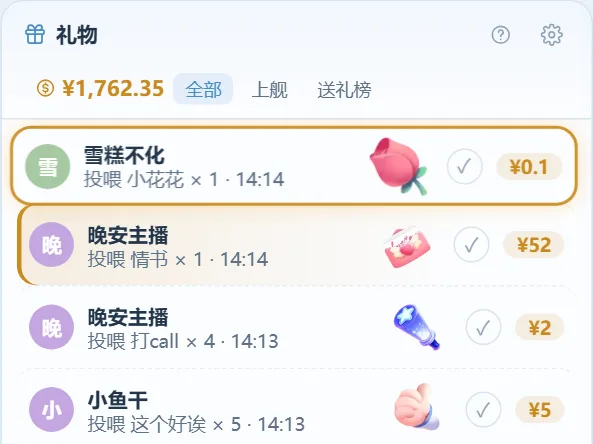 礼物
¥1,762.35 全部 上舰 送礼榜
雪 雪糕不化 ¥0.1
投喂 小花花 × 1 · 14:14
晚 晚安主播 ¥52
投喂 情书 × 1 · 14:14
晚 晚安主播 ¥2
投喂 打call × 4 · 14:13
小 小鱼干 ¥5
投喂 这个好诶 × 5 · 14:13